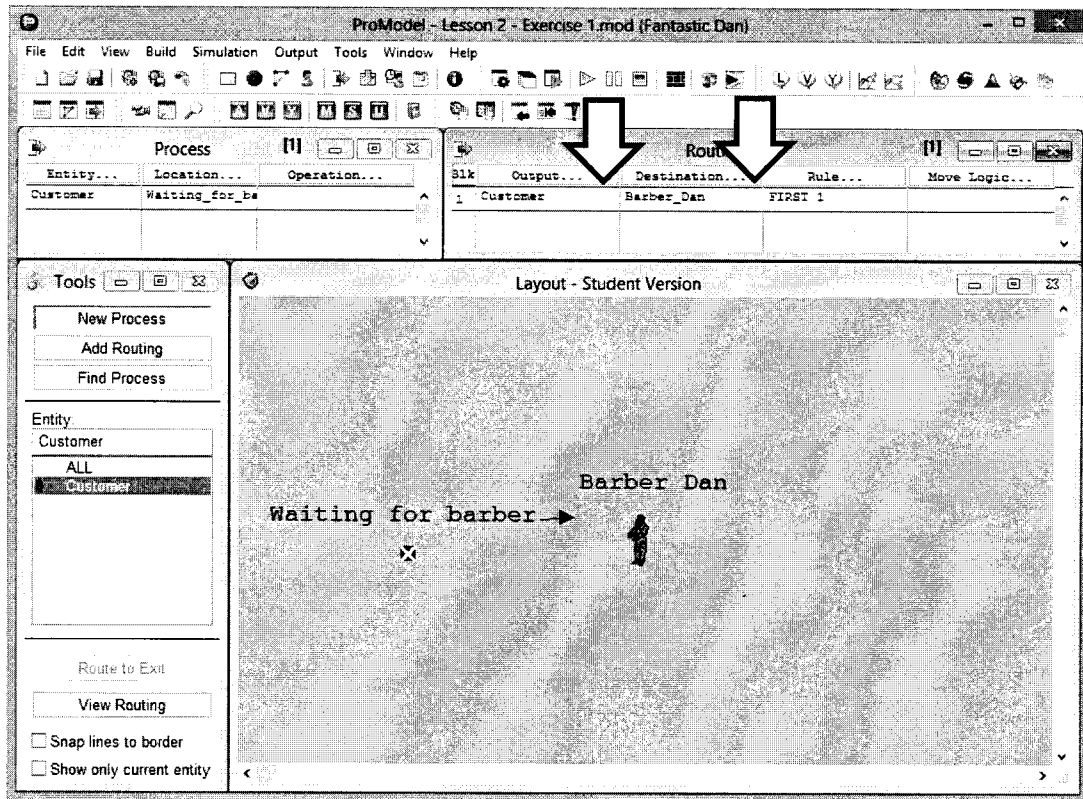 ProModel - Lesson 2 - Exercise 1.mod (Fantastic Dan)
File Edit View Build Simulation Output Tools Window Help
Process [1]
Entity... Location... Operation...
Customer Waiting_for_ba
[1]
Blk Output... Destination... Rule... Move Logic...
1 Customer Barber_Dan FIRST 1
Tools
New Process
Add Routing
Find Process
Entity:
Customer
ALL
Customer
Route to Exit
View Routing
Snap lines to border
Show only current entity
Layout - Student Version
Barber Dan
Waiting for barber